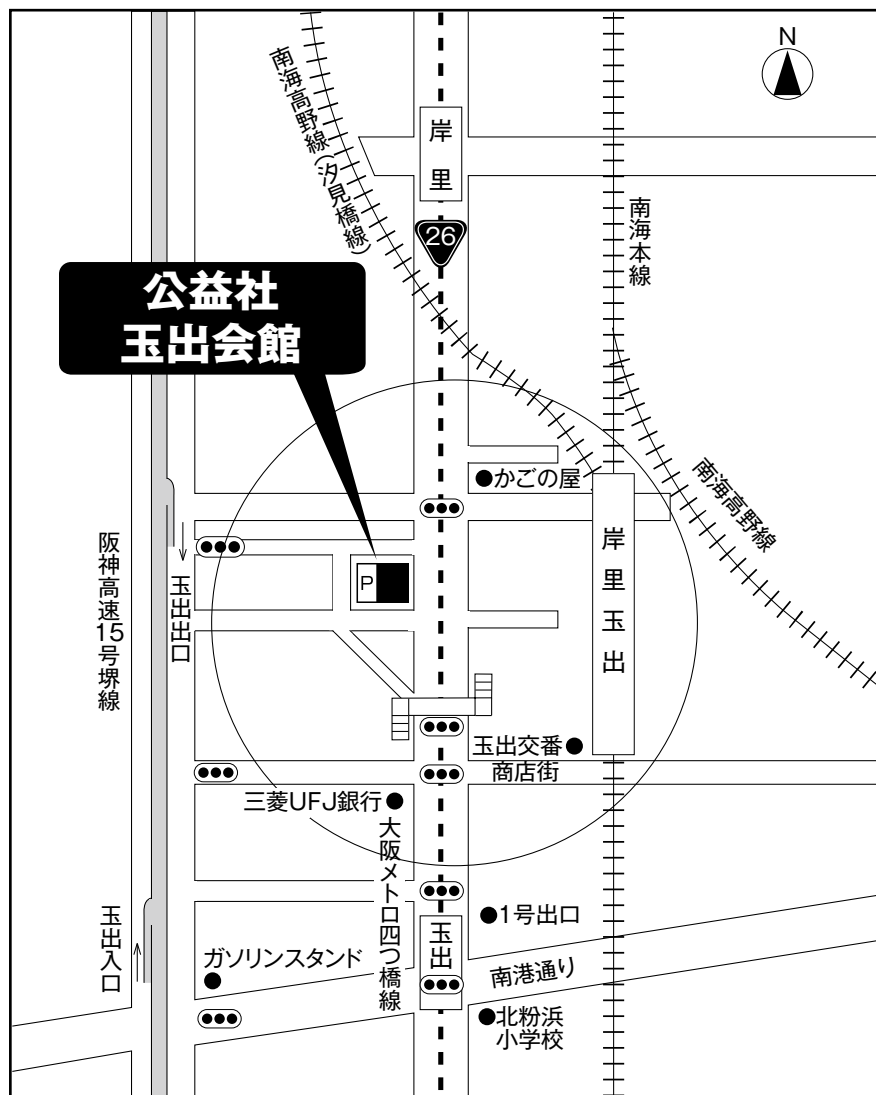 N
南海高野線(汐見橋線)
岸里
26
南海本線
公益社
玉出会館
かごの屋
南海高野線
岸里玉出
阪神高速15号堺線
玉出出口
P
玉出交番
商店街
三菱UFJ銀行
大阪メトロ四つ橋線
1号出口
玉出
玉出入口
ガソリンスタンド
南港通り
北粉浜
小学校